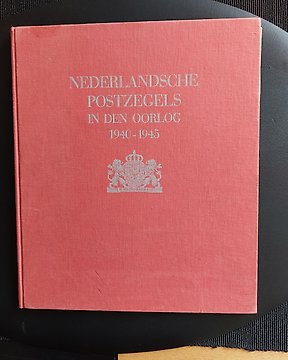 NEDERLANDSCHE
POSTZEGELS
IN DEN OORLOG
1940-1945